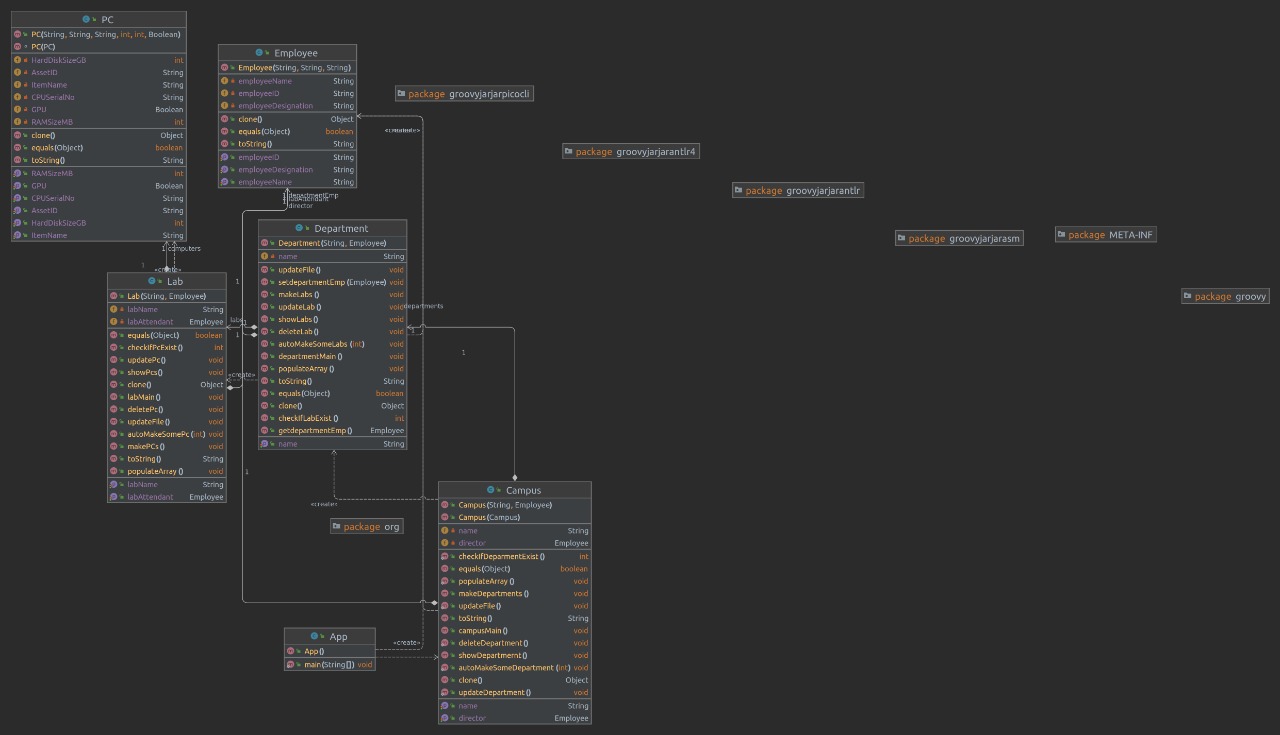 PC
PC(String, String, String, int, int, Boolean)
PC(PC)
HardDiskSizeGB int
AssetID String
ItemName String
CPUSerialNo String
GPU Boolean
RAMSizeMB int
clone() Object
equals(Object) boolean
toString() String
RAMSizeMB int
GPU Boolean
CPUSerialNo String
AssetID String
HardDiskSizeGB int
ItemName String
Employee
Employee(String, String, String)
employeeName String
employeeID String
employeeDesignation String
clone() Object
equals(Object) boolean
toString() String
employeeID String
employeeDesignation String
employeeName String
package groovyjarjarpicocli
package groovyjarjarantlr4
package groovyjarjarantlr
package groovyjarjarasm
package META-INF
package groovy
«create»
departmentEmp
director
1 computers
1
«create»
Department
Department(String, Employee)
name String
updateFile() void
setdepartmentEmp(Employee) void
makeLabs() void
updateLab() void
showLabs() void
deleteLab() void
autoMakeSomeLabs(int) void
departmentMain() void
populateArray() void
toString() String
equals(Object) boolean
clone() Object
checkIfLabExist() int
getdepartmentEmp() Employee
name String
Lab
Lab(String, Employee)
labName String
labAttendant Employee
equals(Object) boolean
checkIfPcExist() int
updatePc() void
showPcs() void
clone() Object
labMain() void
deletePc() void
updateFile() void
autoMakeSomePc(int) void
makePCs() void
toString() String
populateArray() void
labName String
labAttendant Employee
1
labs
1
«create»
departments
1
1
1
«create»
package org
Campus
Campus(String, Employee)
Campus(Campus)
name String
director Employee
checkIfDeparmentExist() int
equals(Object) boolean
populateArray() void
makeDepartments() void
updateFile() void
toString() String
campusMain() void
deleteDepartment() void
showDepartmernt() void
autoMakeSomeDepartment(int) void
clone() Object
updateDepartment() void
name String
director Employee
App
App()
main(String[]) void
«create»